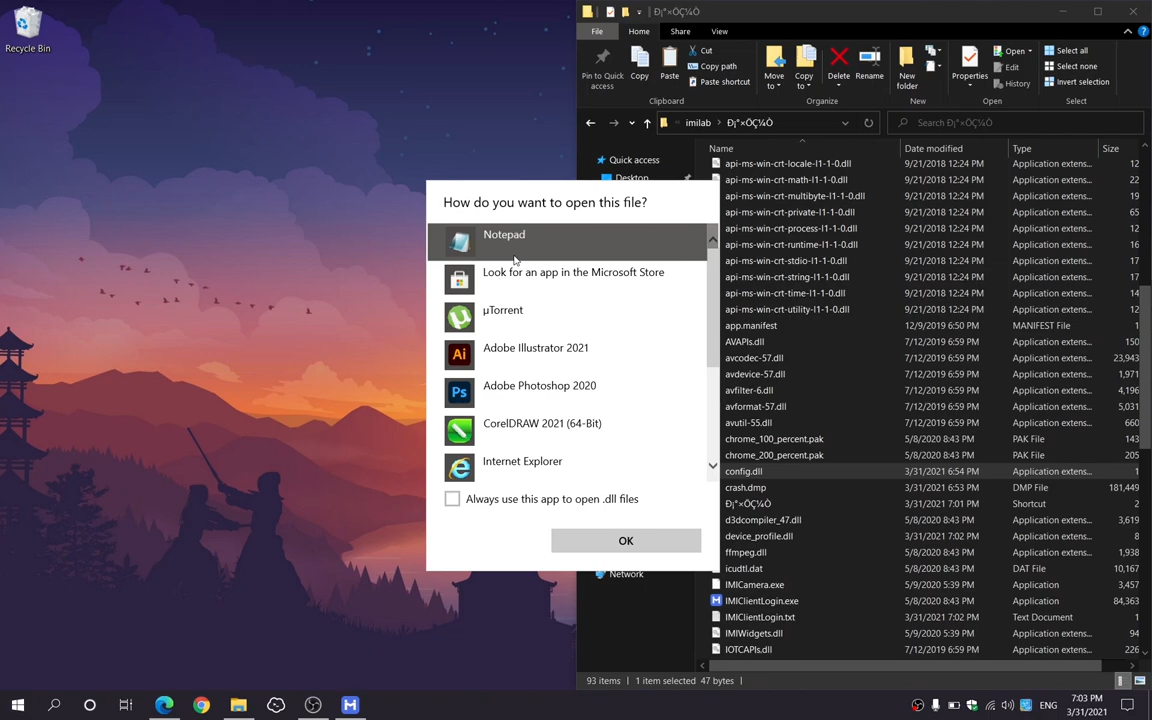 Recycle Bin
С¡°×ÖÇ¼Ò
File
Home
Share
View
Pin to Quick
access
Copy
Paste
Cut
Copy path
Paste shortcut
Clipboard
Move
to
Copy
to
Delete
Rename
Organize
New
folder
New
Properties
Open
Edit
History
Open
Select all
Select none
Invert selection
Select
imilab
Search
Quick access
Desktop
Network
Name
Date modified
Type
Size
api-ms-win-crt-locale-l1-1-0.dll 9/21/2018 12:24 PM Application extens... 12
api-ms-win-crt-math-l1-1-0.dll 9/21/2018 12:24 PM Application extens... 22
api-ms-win-crt-multibyte-l1-1-0.dll 9/21/2018 12:24 PM Application extens... 19
api-ms-win-crt-private-l1-1-0.dll 9/21/2018 12:24 PM Application extens... 65
api-ms-win-crt-process-l1-1-0.dll 9/21/2018 12:24 PM Application extens... 12
api-ms-win-crt-runtime-l1-1-0.dll 9/21/2018 12:24 PM Application extens... 16
api-ms-win-crt-stdio-l1-1-0.dll 9/21/2018 12:24 PM Application extens... 17
api-ms-win-crt-string-l1-1-0.dll 9/21/2018 12:24 PM Application extens... 17
api-ms-win-crt-time-l1-1-0.dll 9/21/2018 12:24 PM Application extens... 14
api-ms-win-crt-utility-l1-1-0.dll 9/21/2018 12:24 PM Application extens... 12
app.manifest 12/9/2019 6:50 PM MANIFEST File 1
AVAPIs.dll 7/12/2019 6:59 PM Application extens... 150
avcodec-57.dll 7/12/2019 6:59 PM Application extens... 23,943
avdevice-57.dll 7/12/2019 6:59 PM Application extens... 1,971
avfilter-6.dll 7/12/2019 6:59 PM Application extens... 4,196
avformat-57.dll 7/12/2019 6:59 PM Application extens... 5,031
avutil-55.dll 7/12/2019 6:59 PM Application extens... 660
chrome_100_percent.pak 5/8/2020 8:43 PM PAK File 143
chrome_200_percent.pak 5/8/2020 8:43 PM PAK File 205
config.dll 3/31/2021 6:54 PM Application extens... 1
crash.dmp 3/31/2021 6:53 PM DMP File 181,449
3/31/2021 7:01 PM Shortcut 2
d3dcompiler_47.dll 5/8/2020 8:43 PM Application extens... 3,619
device_profile.dll 3/31/2021 7:02 PM Application extens... 8
ffmpeg.dll 5/8/2020 8:43 PM Application extens... 1,938
icudtl.dat 5/8/2020 8:43 PM DAT File 10,167
IMICamera.exe 5/9/2020 5:39 PM Application 3,457
IMIClientLogin.exe 5/8/2020 8:43 PM Application 84,363
IMIClientLogin.txt 3/31/2021 7:02 PM Text Document 1
IMIWidgets.dll 5/9/2020 5:39 PM Application extens... 94
IOTCAPIs.dll 7/12/2019 6:59 PM Application extens... 226
93 items
1 item selected 47 bytes
How do you want to open this file?
Notepad
Look for an app in the Microsoft Store
µTorrent
Adobe Illustrator 2021
Adobe Photoshop 2020
CorelDRAW 2021 (64-Bit)
Internet Explorer
Always use this app to open .dll files
OK
ENG
7:03 PM
3/31/2021